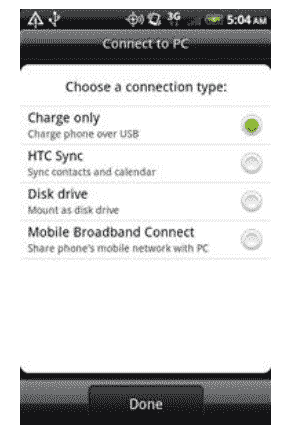 3G 5:04 AM
Connect to PC
Choose a connection type:
Charge only
Charge phone over USB
HTC Sync
Sync contacts and calendar
Disk drive
Mount as disk drive
Mobile Broadband Connect
Share phone's mobile network with PC
Done